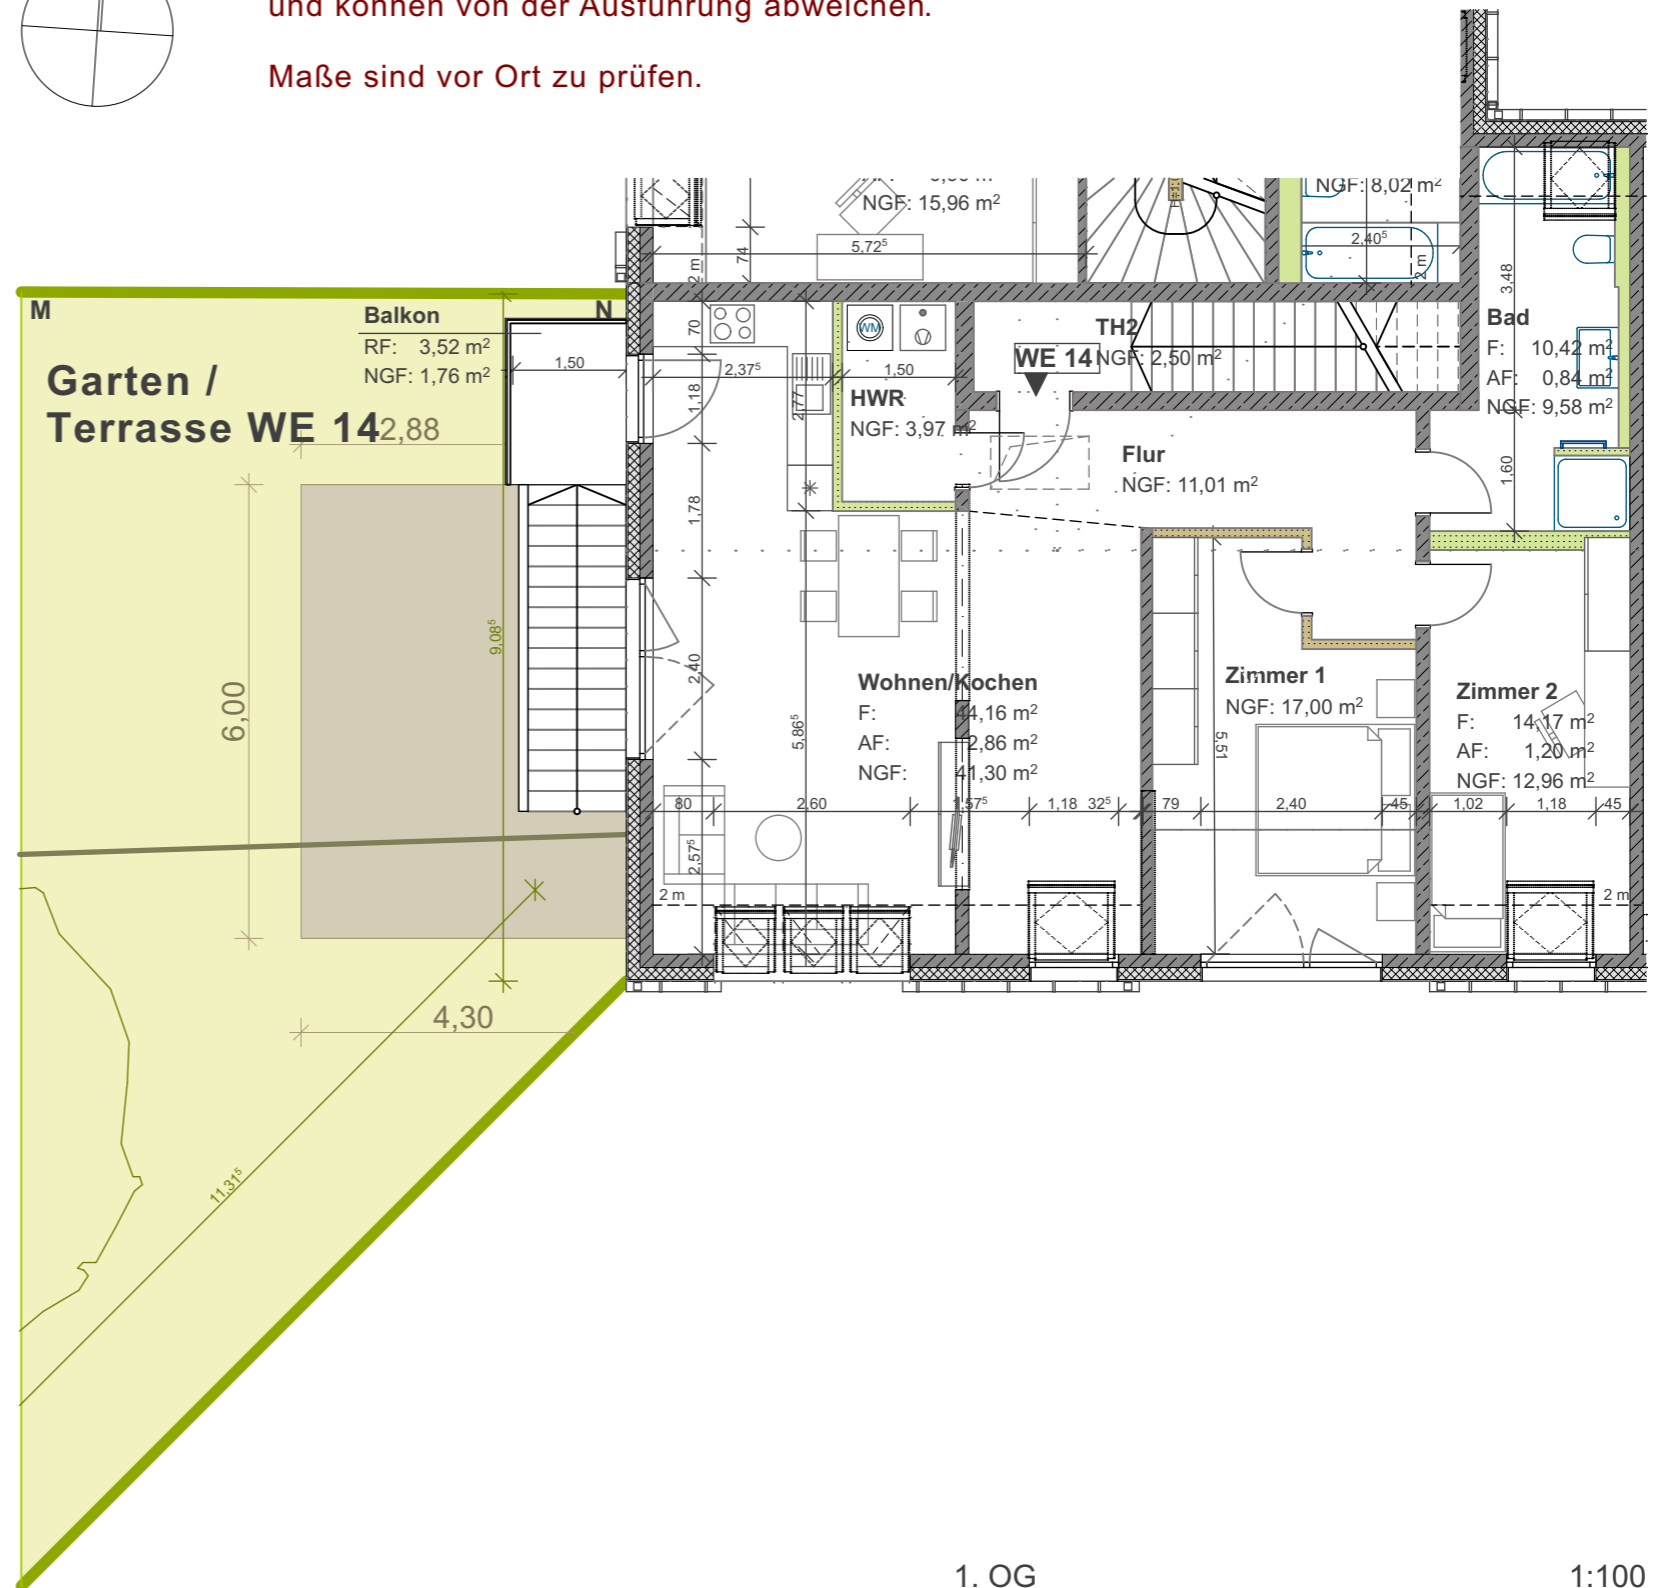 und können von der Ausführung abweichen.
Maße sind vor Ort zu prüfen.
NGF: 15,96 m²
NGF: 8,02 m²
5,72⁵
74
2 m
2,40⁵
2 m
3,48
M
N
Balkon
RF: 3,52 m²
NGF: 1,76 m²
Garten /
Terrasse WE 14
2,88
1,50
70
2,37⁵
1,18
2,77
WM
1,50
HWR
NGF: 3,97 m²
WE 14
TH2
NGF: 2,50 m²
Bad
F: 10,42 m²
AF: 0,84 m²
NGF: 9,58 m²
Flur
NGF: 11,01 m²
1,60
1,78
9,08⁵
6,00
2,40
5,86⁵
Wohnen/Kochen
F: 44,16 m²
AF: 2,86 m²
NGF: 41,30 m²
Zimmer 1
NGF: 17,00 m²
5,51
Zimmer 2
F: 14,17 m²
AF: 1,20 m²
NGF: 12,96 m²
80
2,60
1,57⁵
1,18
32⁵
79
2,40
45
1,02
1,18
45
2,57⁵
2 m
2 m
4,30
11,31⁵
1. OG
1:100